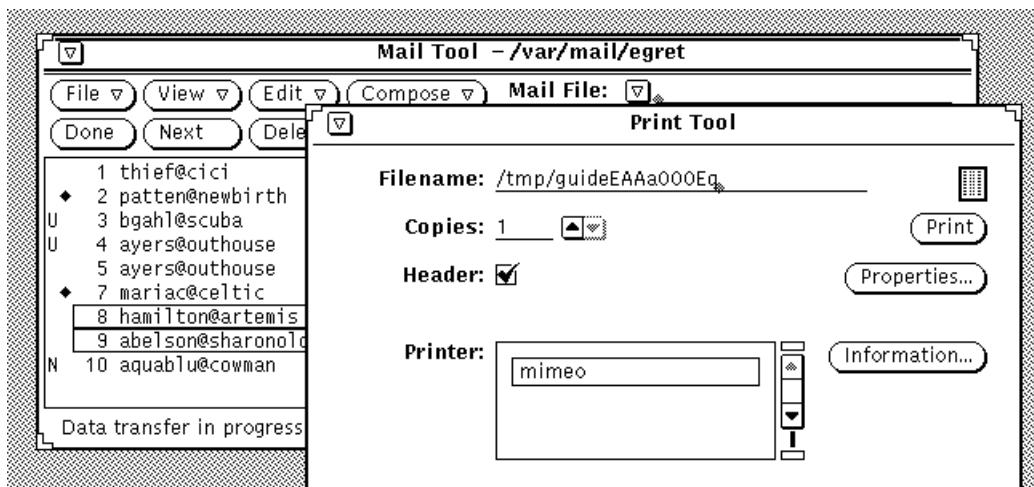 Mail Tool – /var/mail/egret
File View Edit Compose Mail File:
Done Next Dele
1 thief@cici
2 patten@newbirth
U 3 bgahl@scuba
U 4 ayers@outhouse
5 ayers@outhouse
7 mariac@celtic
8 hamilton@artemis
9 abelson@sharonolo
N 10 aquablu@cowman
Data transfer in progress
Print Tool
Filename: /tmp/guideEAAa000Eq
Copies: 1
Print
Header:
Properties...
Printer:
mimeo
Information...